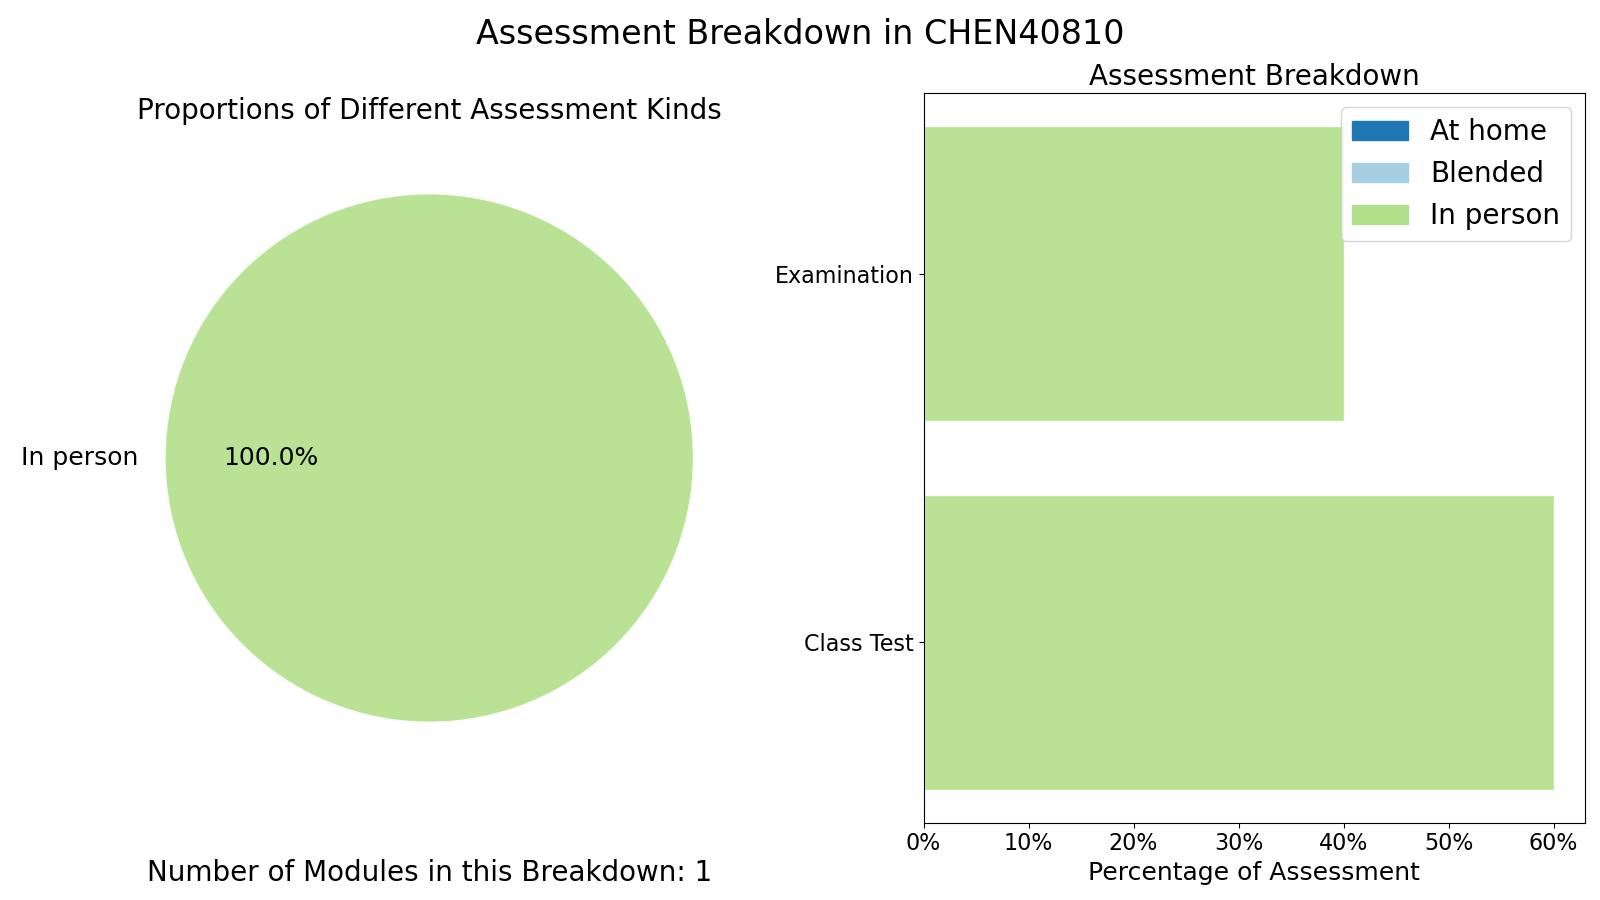 Assessment Breakdown in CHEN40810
Proportions of Different Assessment Kinds
In person
100.0%
Number of Modules in this Breakdown: 1
Assessment Breakdown
At home
Blended
In person
Examination
Class Test
0% 10% 20% 30% 40% 50% 60%
Percentage of Assessment